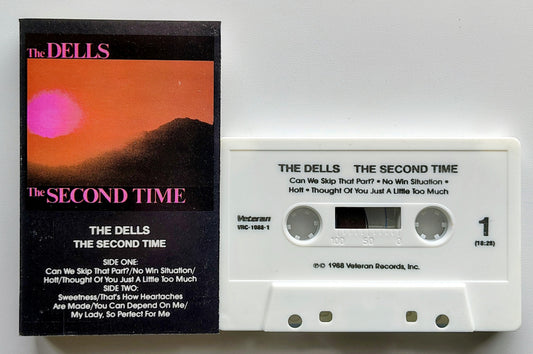 The DELLS
The SECOND TIME
THE DELLS
THE SECOND TIME
SIDE ONE:
Can We Skip That Part?/No Win Situation/
Hott/Thought Of You Just A Little Too Much
SIDE TWO:
Sweetness/That's How Heartaches
Are Made/You Can Depend On Me/
My Lady, So Perfect For Me
THE DELLS THE SECOND TIME
Can We Skip That Part? • No Win Situation •
Hott • Thought Of You Just A Little Too Much
Veteran
VRC-1988-1
1
(18:25)
100 50 0
℗© 1988 Veteran Records, Inc.